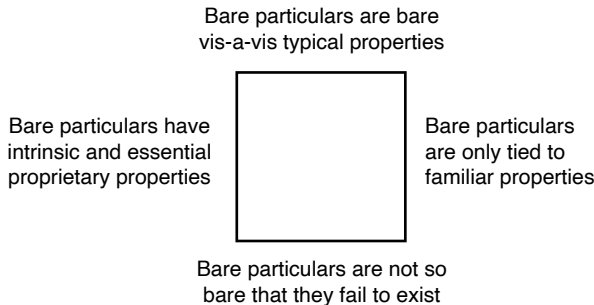 Bare particulars are bare
vis-a-vis typical properties
Bare particulars have
intrinsic and essential
proprietary properties
Bare particulars
are only tied to
familiar properties
Bare particulars are not so
bare that they fail to exist